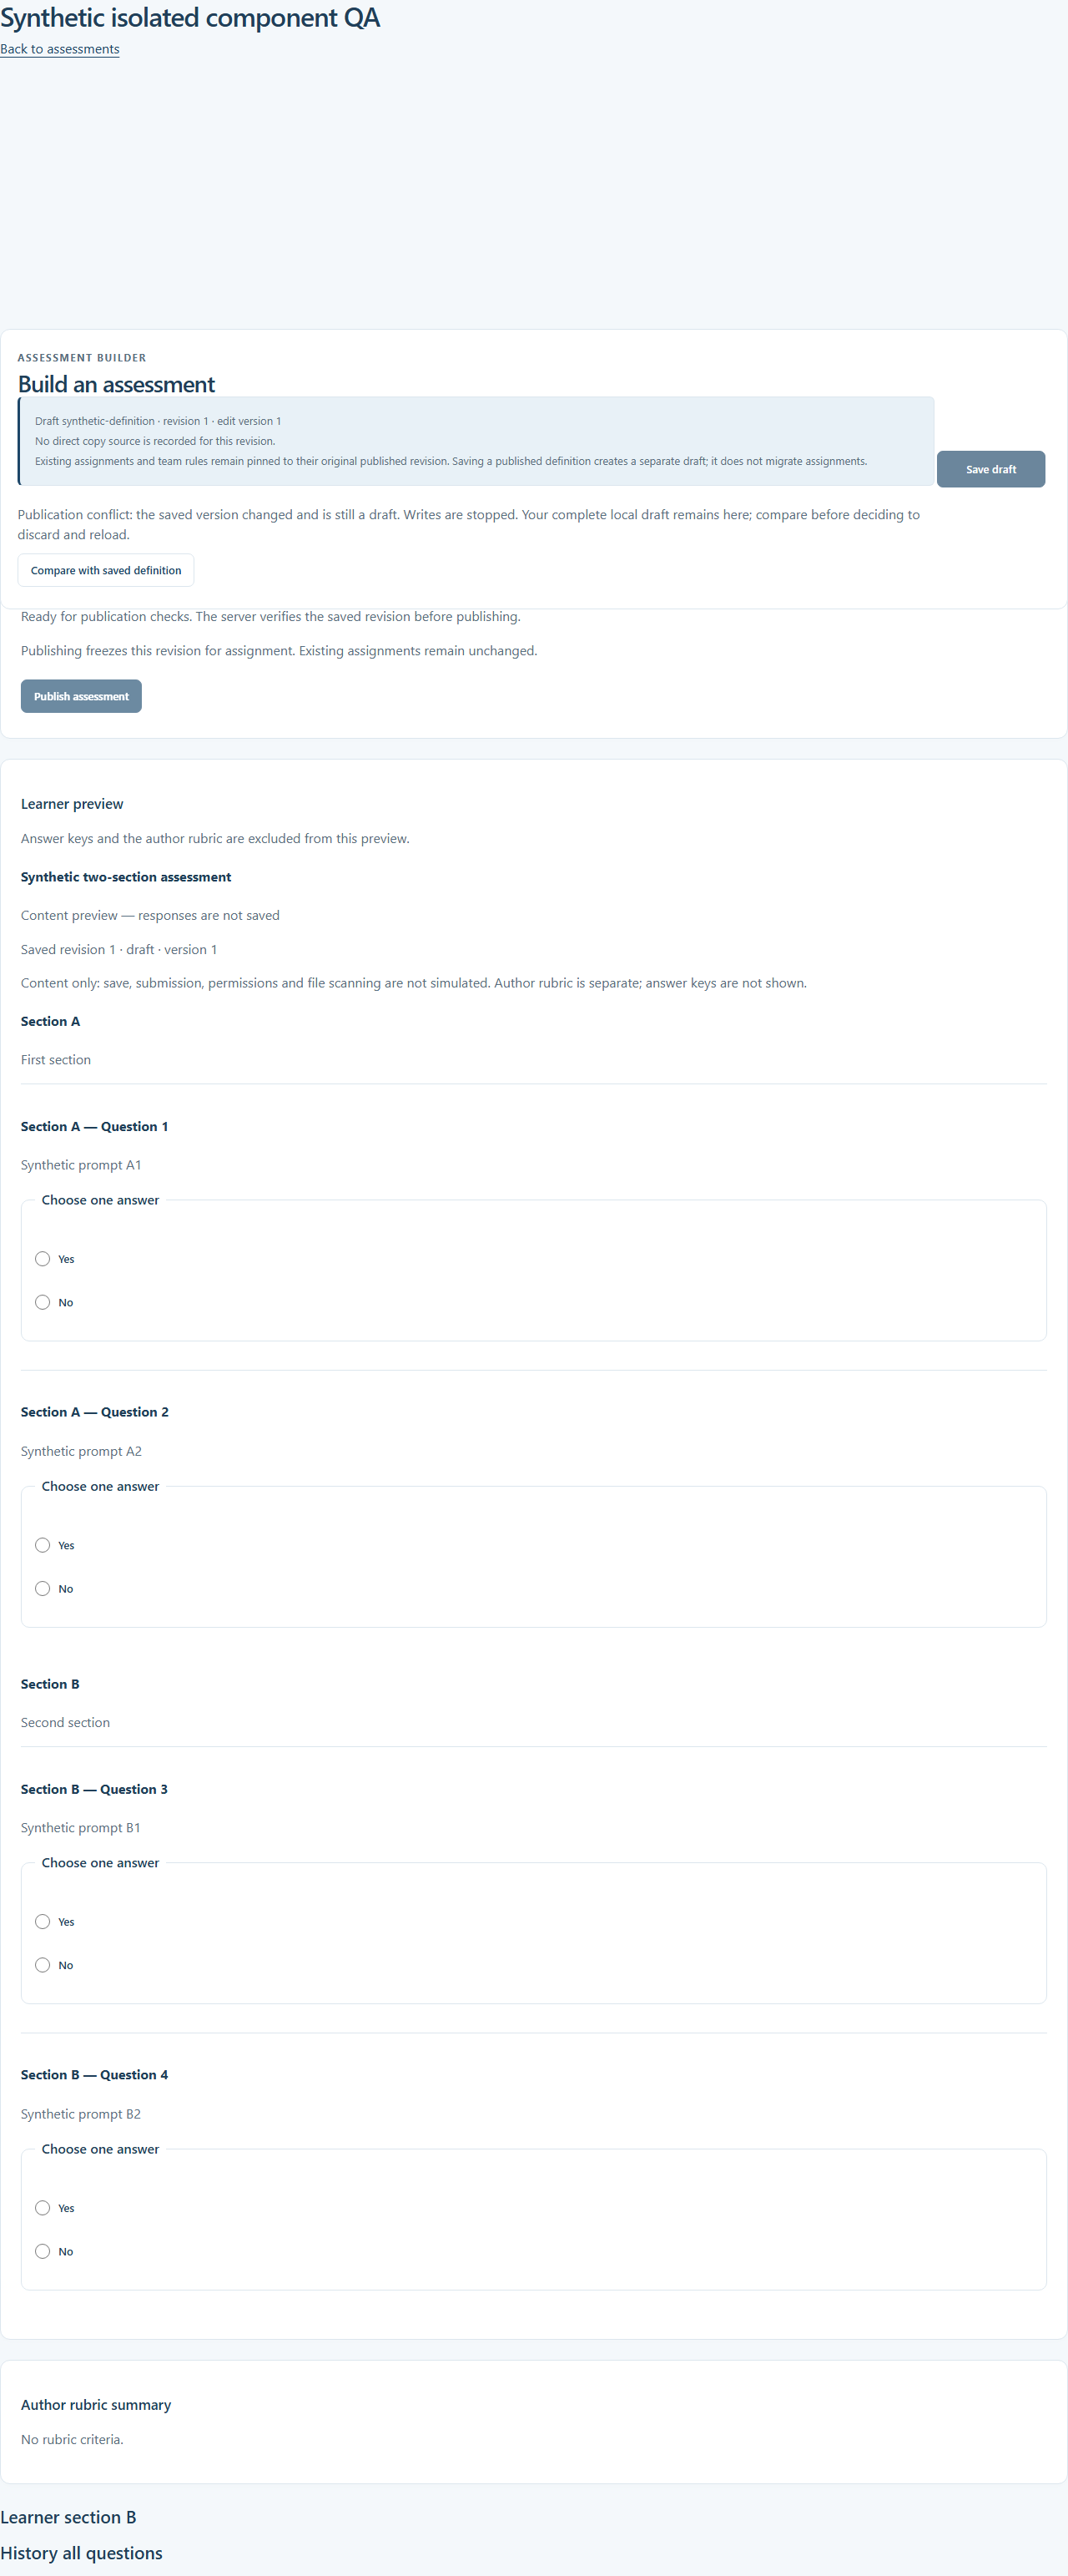 Synthetic isolated component QA
Back to assessments
ASSESSMENT BUILDER
Build an assessment
Draft synthetic-definition · revision 1 · edit version 1
No direct copy source is recorded for this revision.
Existing assignments and team rules remain pinned to their original published revision. Saving a published definition creates a separate draft; it does not migrate assignments.
Save draft
Publication conflict: the saved version changed and is still a draft. Writes are stopped. Your complete local draft remains here; compare before deciding to
discard and reload.
Compare with saved definition
Ready for publication checks. The server verifies the saved revision before publishing.
Publishing freezes this revision for assignment. Existing assignments remain unchanged.
Publish assessment
Learner preview
Answer keys and the author rubric are excluded from this preview.
Synthetic two-section assessment
Content preview — responses are not saved
Saved revision 1 · draft · version 1
Content only: save, submission, permissions and file scanning are not simulated. Author rubric is separate; answer keys are not shown.
Section A
First section
Section A — Question 1
Synthetic prompt A1
Choose one answer
Yes
No
Section A — Question 2
Synthetic prompt A2
Choose one answer
Yes
No
Section B
Second section
Section B — Question 3
Synthetic prompt B1
Choose one answer
Yes
No
Section B — Question 4
Synthetic prompt B2
Choose one answer
Yes
No
Author rubric summary
No rubric criteria.
Learner section B
History all questions